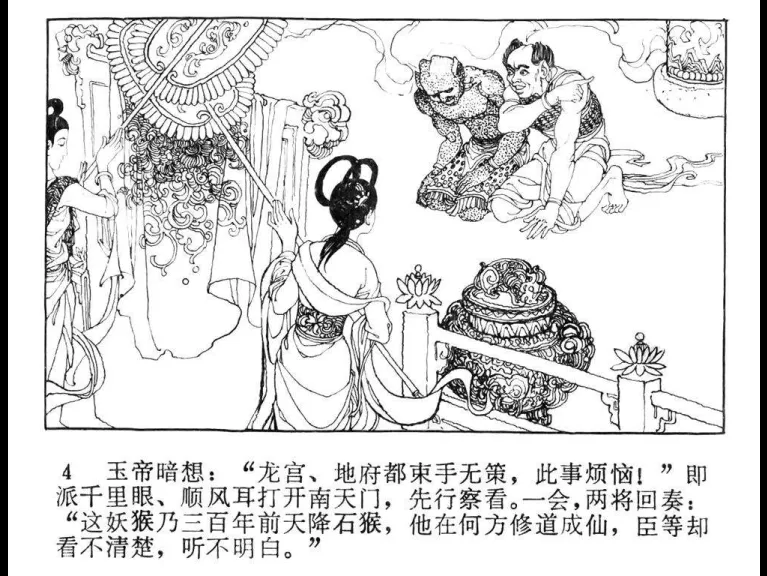 4 玉帝暗想：“龙宫、地府都束手无策，此事烦恼！”即
派千里眼、顺风耳打开南天门，先行察看。一会，两将回奏：
“这妖猴乃三百年前天降石猴，他在何方修道成仙，臣等却
看不清楚，听不明白。”